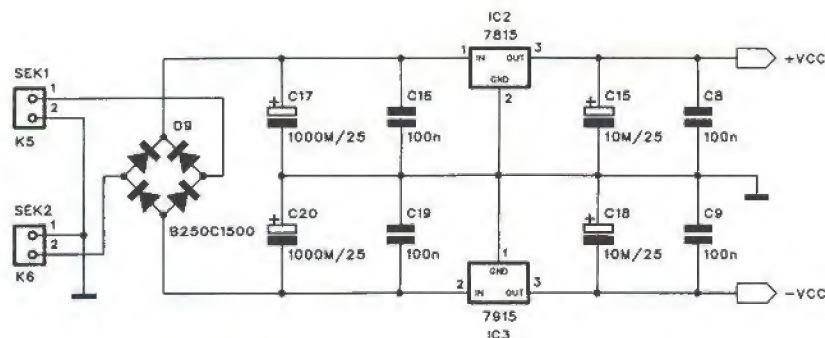 IC2
7815
1
IN
OUT
3
GND
2
+VCC
SEK1
1
2
K5
D9
B250C1500
+
C17
1000M/25
C16
100n
+
C15
10M/25
C8
100n
SEK2
1
2
K6
+
C20
1000M/25
C19
100n
+
C18
10M/25
C9
100n
1
GND
2
IN
OUT
3
7915
IC3
-VCC